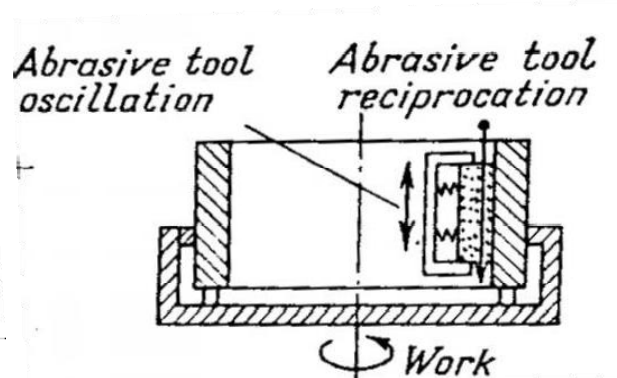 Abrasive tool
oscillation
Abrasive tool
reciprocation
Work